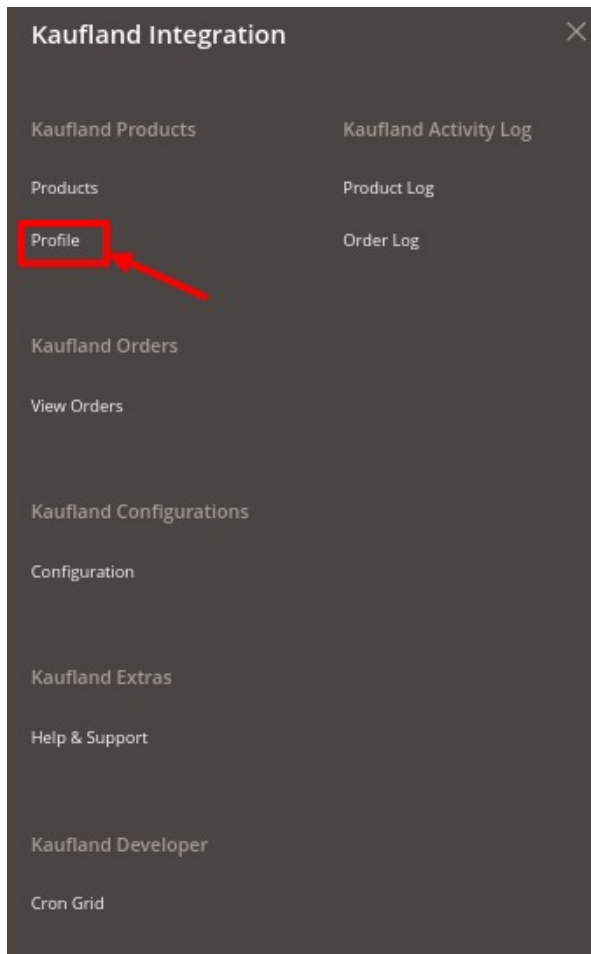 Kaufland Integration
Kaufland Products
Products
Profile
Kaufland Activity Log
Product Log
Order Log
Kaufland Orders
View Orders
Kaufland Configurations
Configuration
Kaufland Extras
Help & Support
Kaufland Developer
Cron Grid